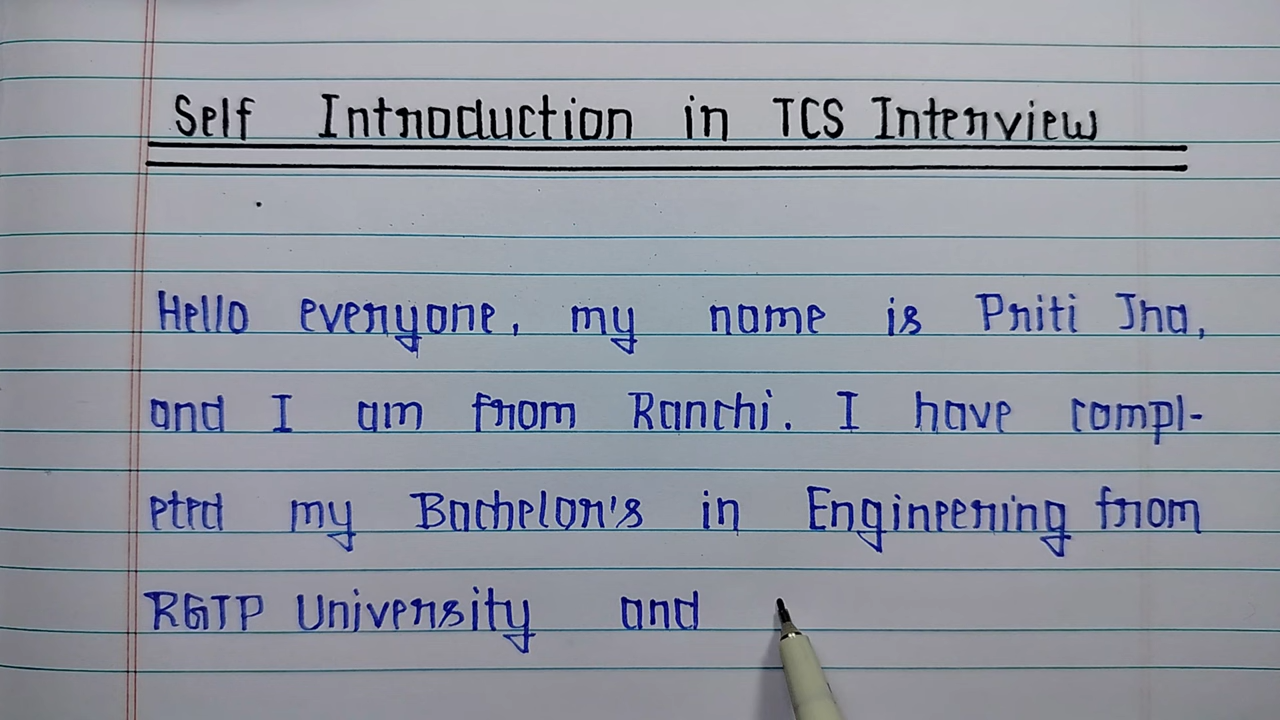 Self Introduction in TCS Interview
Hello everyone, my name is Priti Jha,
and I am from Ranchi. I have compl-
eted my Bachelor's in Engineering from
RGTP University and